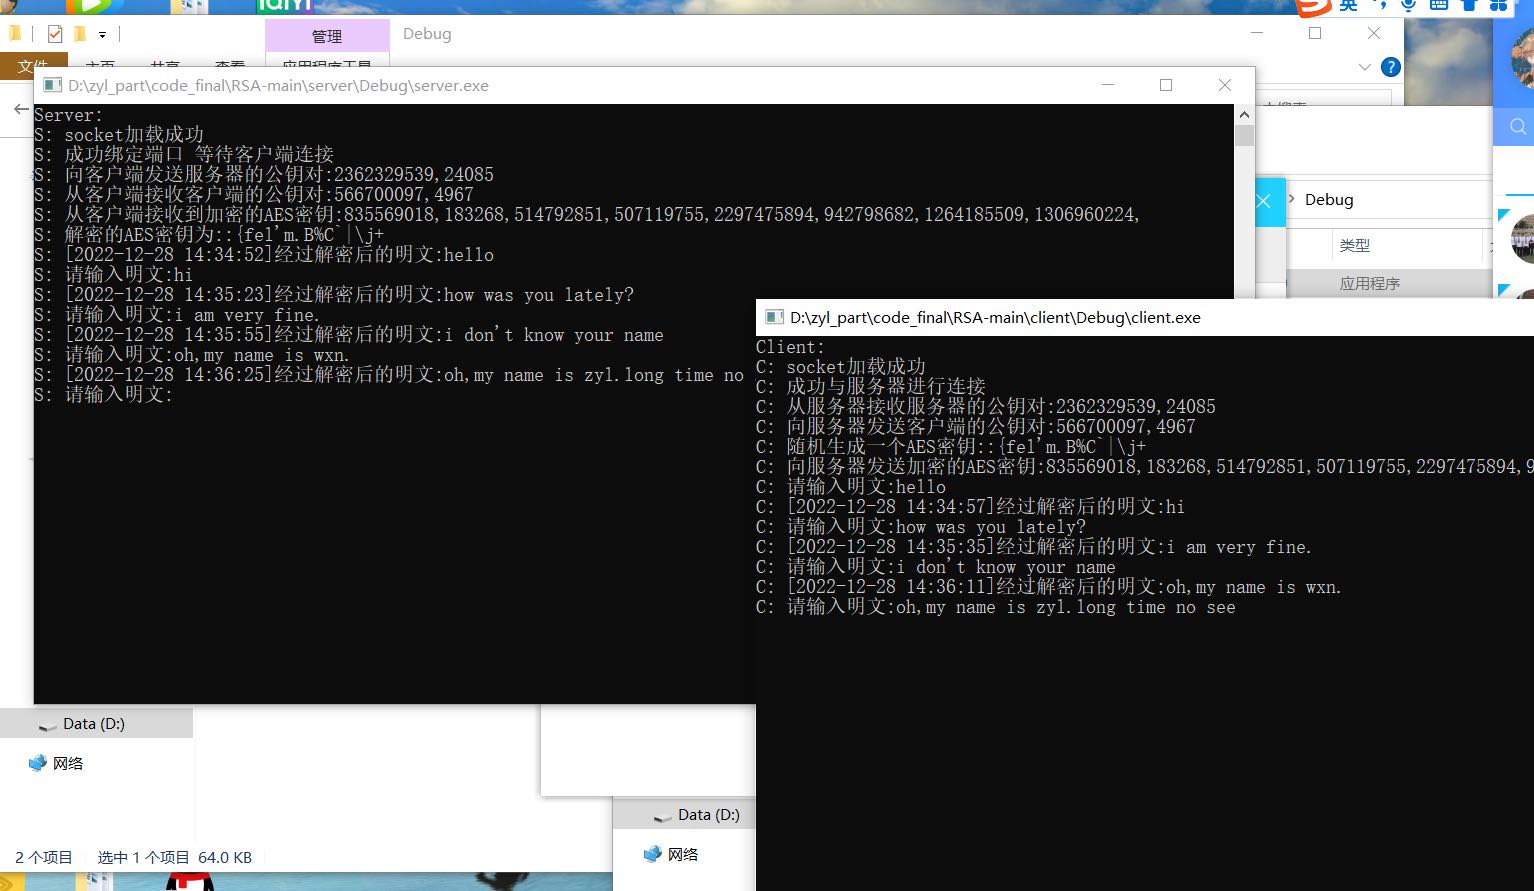 英
管理
Debug
文件
主页
共享
查看
应用程序工具
D:\zyl_part\code_final\RSA-main\server\Debug\server.exe
Server:
S: socket加载成功
S: 成功绑定端口 等待客户端连接
S: 向客户端发送服务器的公钥对:2362329539,24085
S: 从客户端接收客户端的公钥对:566700097,4967
S: 从客户端接收到加密的AES密钥:835569018,183268,514792851,507119755,2297475894,942798682,1264185509,1306960224,
S: 解密的AES密钥为::{fel'm.B%C`|\j+
S: [2022-12-28 14:34:52]经过解密后的明文:hello
S: 请输入明文:hi
S: [2022-12-28 14:35:23]经过解密后的明文:how was you lately?
S: 请输入明文:i am very fine.
S: [2022-12-28 14:35:55]经过解密后的明文:i don't know your name
S: 请输入明文:oh,my name is wxn.
S: [2022-12-28 14:36:25]经过解密后的明文:oh,my name is zyl.long time no
S: 请输入明文:
Debug
类型
应用程序
D:\zyl_part\code_final\RSA-main\client\Debug\client.exe
Client:
C: socket加载成功
C: 成功与服务器进行连接
C: 从服务器接收服务器的公钥对:2362329539,24085
C: 向服务器发送客户端的公钥对:566700097,4967
C: 随机生成一个AES密钥::{fel'm.B%C`|\j+
C: 向服务器发送加密的AES密钥:835569018,183268,514792851,507119755,2297475894,9
C: 请输入明文:hello
C: [2022-12-28 14:34:57]经过解密后的明文:hi
C: 请输入明文:how was you lately?
C: [2022-12-28 14:35:35]经过解密后的明文:i am very fine.
C: 请输入明文:i don't know your name
C: [2022-12-28 14:36:11]经过解密后的明文:oh,my name is wxn.
C: 请输入明文:oh,my name is zyl.long time no see
Data (D:)
网络
2 个项目 选中 1 个项目 64.0 KB
Data (D:)
网络